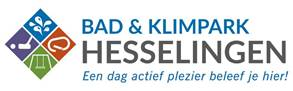 BAD & KLIMPARK
HESSELINGEN
Een dag actief plezier beleef je hier!